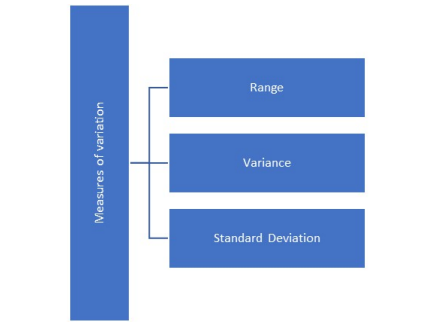 Measures of variation
Range
Variance
Standard Deviation